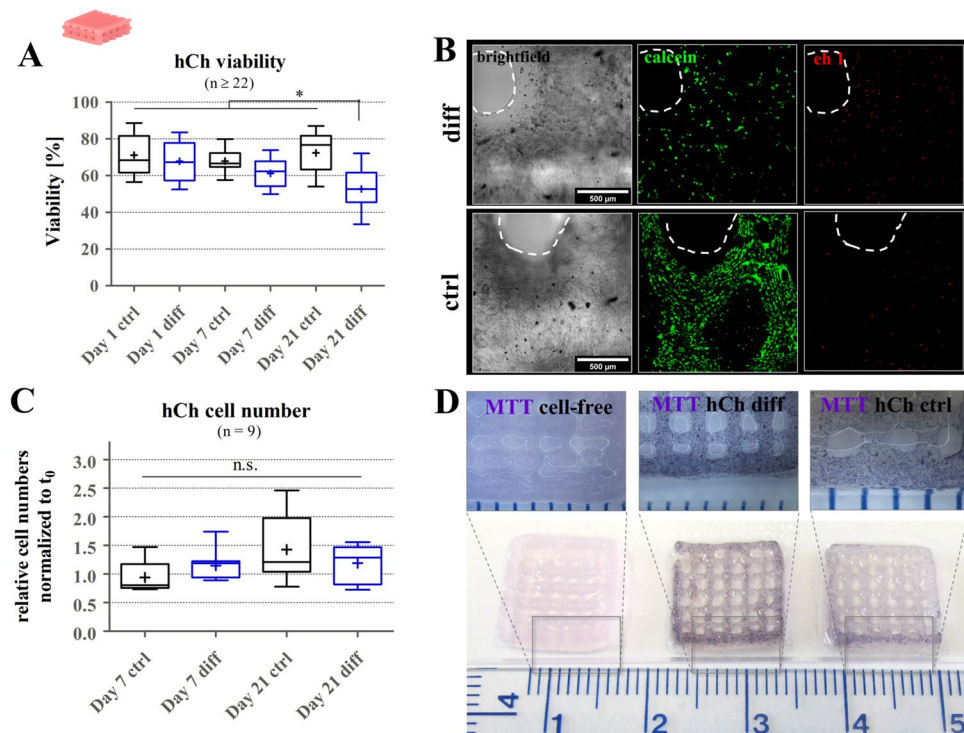 A
hCh viability
(n ≥ 22)
*
Viability [%]
100
80
60
40
20
0
Day 1 ctrl
Day 1 diff
Day 7 ctrl
Day 7 diff
Day 21 ctrl
Day 21 diff
B
brightfield
calcein
eh 1
diff
500 µm
ctrl
500 µm
C
hCh cell number
(n = 9)
n.s.
relative cell numbers
normalized to t0
3.0
2.5
2.0
1.5
1.0
0.5
0.0
Day 7 ctrl
Day 7 diff
Day 21 ctrl
Day 21 diff
D
MTT cell-free
MTT hCh diff
MTT hCh ctrl
4
1
2
3
4
5